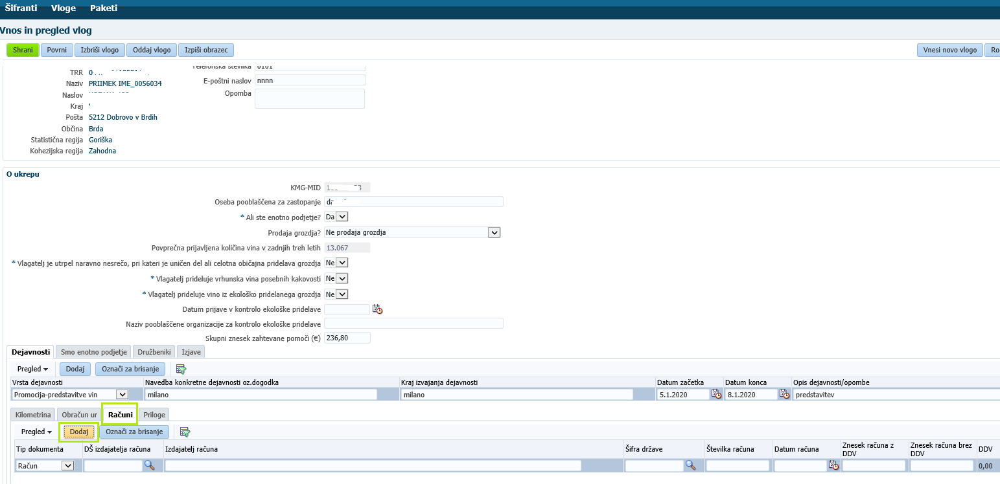 Šifranti Vloge Paketi
Vnos in pregled vlog
Shrani Povrni Izbriši vlogo Oddaj vlogo Izpiši obrazec Vnesi novo vlogo
Telefonska številka 0101
TRR
E-poštni naslov nnnn
Naziv PRIIMEK IME_0056034
Opomba
Naslov
Kraj
Pošta 5212 Dobrovo v Brdih
Občina Brda
Statistična regija Goriška
Kohezijska regija Zahodna
O ukrepu
KMG-MID
Oseba pooblaščena za zastopanje
* Ali ste enotno podjetje? Da
Prodaja grozdja? Ne prodaja grozdja
Povprečna prijavljena količina vina v zadnjih treh letih 13.067
* Vlagatelj je utrpel naravno nesrečo, pri kateri je uničen del ali celotna običajna pridelava grozdja Ne
* Vlagatelj prideluje vrhunska vina posebnih kakovosti Ne
* Vlagatelj prideluje vino iz ekološko pridelanega grozdja Ne
Datum prijave v kontrolo ekološke pridelave
Naziv pooblaščene organizacije za kontrolo ekološke pridelave
Skupni znesek zahtevane pomoči (€) 236,80
Dejavnosti Smo enotno podjetje Družbeniki Izjave
Pregled Dodaj Označi za brisanje
Vrsta dejavnosti Navedba konkretne dejavnosti oz.dogodka Kraj izvajanja dejavnosti Datum začetka Datum konca Opis dejavnosti/opombe
Promocija-predstavitve vin milano milano 5.1.2020 8.1.2020 predstavitev
Kilometrina Obračun ur Računi Priloge
Pregled Dodaj Označi za brisanje
Tip dokumenta DŠ izdajatelja računa Izdajatelj računa Šifra države Številka računa Datum računa Znesek računa z DDV Znesek računa brez DDV DDV
Račun 0,00